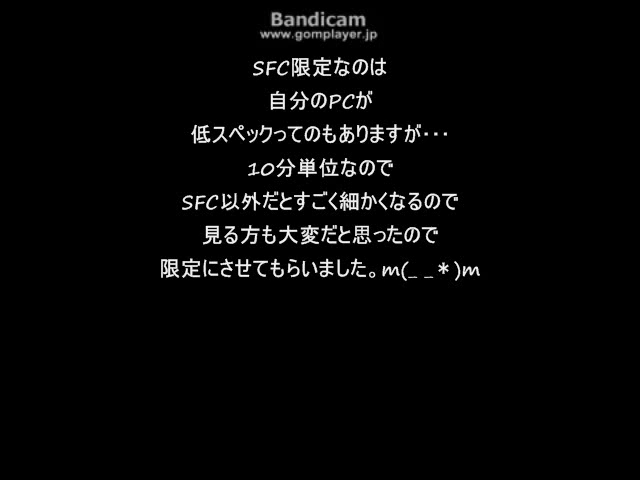 Bandicam
www.gomplayer.jp
SFC限定なのは
自分のPCが
低スペックってのもありますが・・・
10分単位なので
SFC以外だとすごく細かくなるので
見る方も大変だと思ったので
限定にさせてもらいました。m(_ _*)m